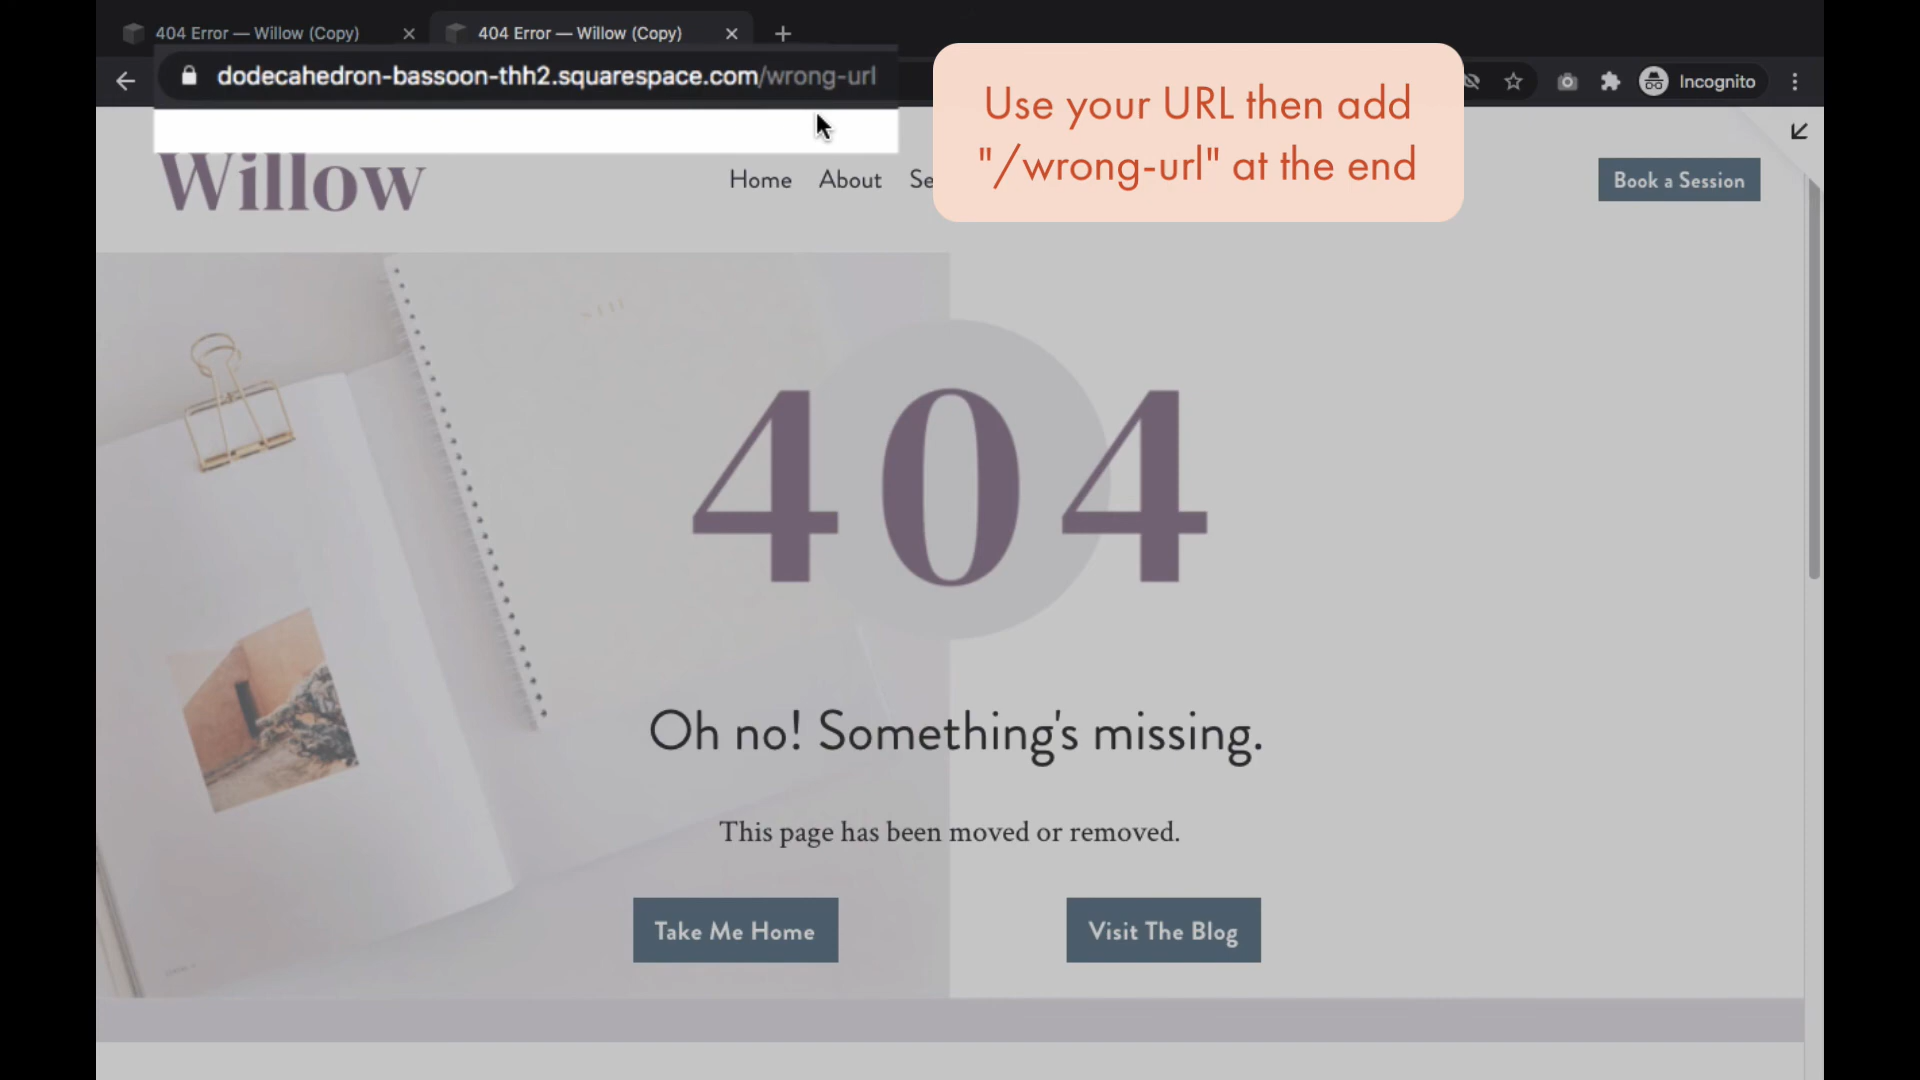 404 Error — Willow (Copy)
404 Error — Willow (Copy)
dodecahedron-bassoon-thh2.squarespace.com/wrong-url
Incognito
Use your URL then add
"/wrong-url" at the end
Willow
Home
About
Se
Book a Session
404
Oh no! Something's missing.
This page has been moved or removed.
Take Me Home
Visit The Blog